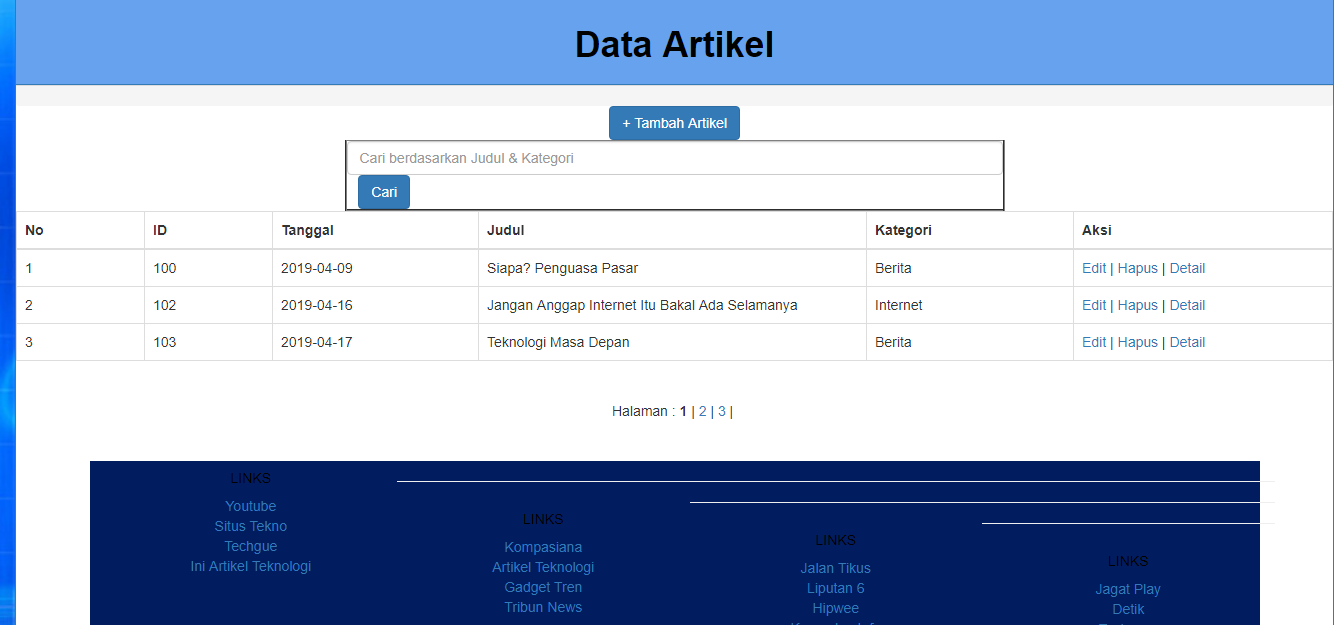 Data Artikel
+ Tambah Artikel
Cari berdasarkan Judul & Kategori
Cari
No ID Tanggal Judul Kategori Aksi
1 100 2019-04-09 Siapa? Penguasa Pasar Berita Edit | Hapus | Detail
2 102 2019-04-16 Jangan Anggap Internet Itu Bakal Ada Selamanya Internet Edit | Hapus | Detail
3 103 2019-04-17 Teknologi Masa Depan Berita Edit | Hapus | Detail
Halaman : 1 | 2 | 3 |
LINKS
Youtube
Situs Tekno
Techgue
Ini Artikel Teknologi
LINKS
Kompasiana
Artikel Teknologi
Gadget Tren
Tribun News
LINKS
Jalan Tikus
Liputan 6
Hipwee
LINKS
Jagat Play
Detik